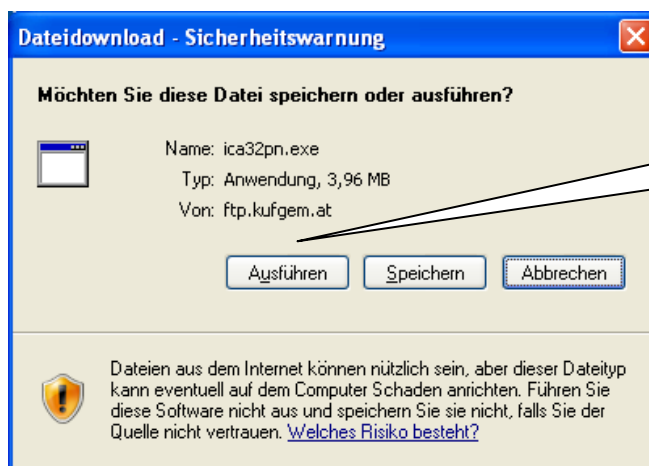 Dateidownload - Sicherheitswarnung
Möchten Sie diese Datei speichern oder ausführen?
Name: ica32pn.exe
Typ: Anwendung, 3,96 MB
Von: ftp.kufgem.at
Ausführen Speichern Abbrechen
Dateien aus dem Internet können nützlich sein, aber dieser Dateityp
kann eventuell auf dem Computer Schaden anrichten. Führen Sie
diese Software nicht aus und speichern Sie sie nicht, falls Sie der
Quelle nicht vertrauen. Welches Risiko besteht?